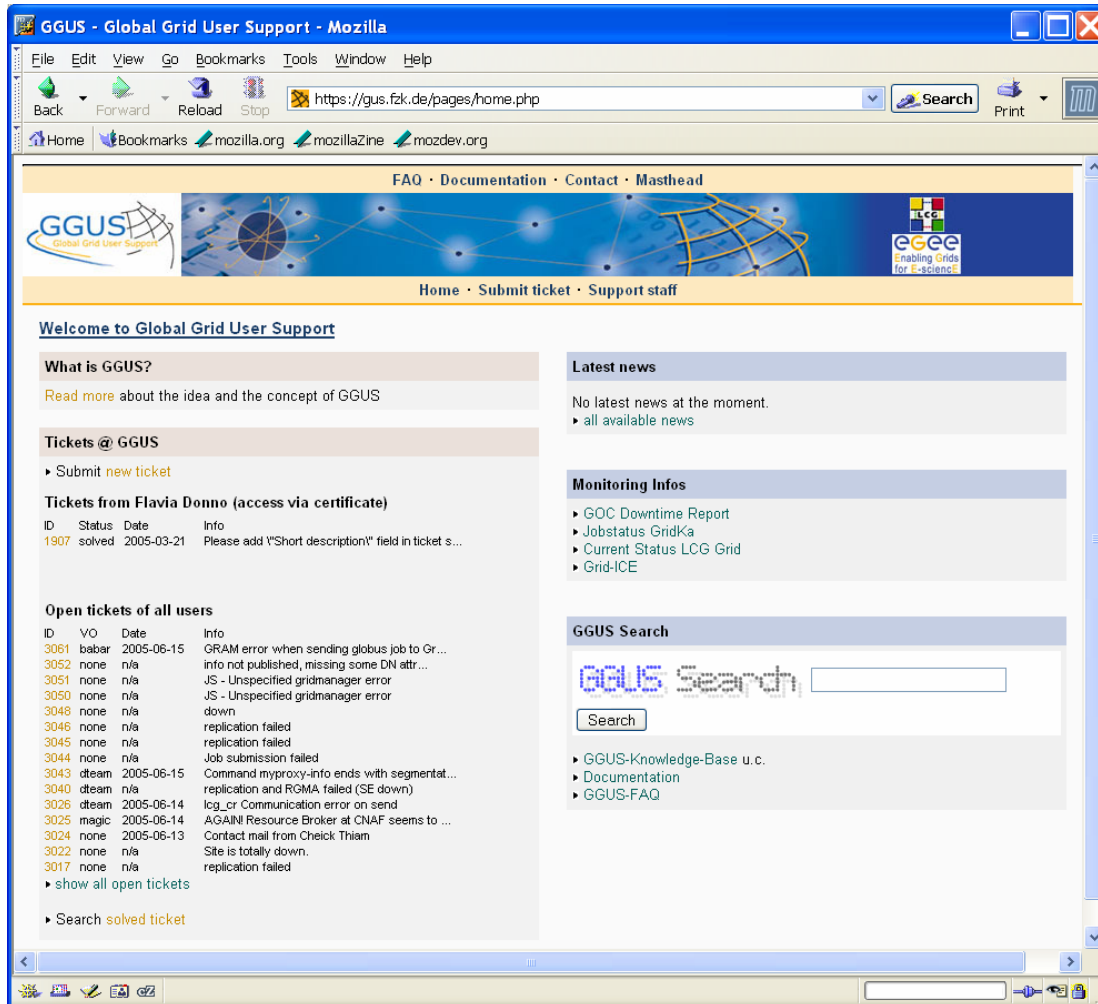 GGUS - Global Grid User Support - Mozilla
File Edit View Go Bookmarks Tools Window Help
Back Forward Reload Stop https://gus.fzk.de/pages/home.php Search Print
Home Bookmarks mozilla.org mozillaZine mozdev.org
FAQ · Documentation · Contact · Masthead
GGUS
Global Grid User Support
LCG
eGee
Enabling Grids
for E-sciencE
Home · Submit ticket · Support staff
Welcome to Global Grid User Support
What is GGUS?
Read more about the idea and the concept of GGUS
Tickets @ GGUS
Submit new ticket
Tickets from Flavia Donno (access via certificate)
ID Status Date Info
1907 solved 2005-03-21 Please add \"Short description\" field in ticket s...
Open tickets of all users
ID VO Date Info
3061 babar 2005-06-15 GRAM error when sending globus job to Gr...
3052 none n/a info not published, missing some DN attr...
3051 none n/a JS - Unspecified gridmanager error
3050 none n/a JS - Unspecified gridmanager error
3048 none n/a down
3046 none n/a replication failed
3045 none n/a replication failed
3044 none n/a Job submission failed
3043 dteam 2005-06-15 Command myproxy-info ends with segmentat...
3040 dteam n/a replication and RGMA failed (SE down)
3026 dteam 2005-06-14 lcg_cr Communication error on send
3025 magic 2005-06-14 AGAIN! Resource Broker at CNAF seems to ...
3024 none 2005-06-13 Contact mail from Cheick Thiam
3022 none n/a Site is totally down.
3017 none n/a replication failed
show all open tickets
Search solved ticket
Latest news
No latest news at the moment.
all available news
Monitoring Infos
GOC Downtime Report
Jobstatus GridKa
Current Status LCG Grid
Grid-ICE
GGUS Search
GGUS Search
Search
GGUS-Knowledge-Base u.c.
Documentation
GGUS-FAQ